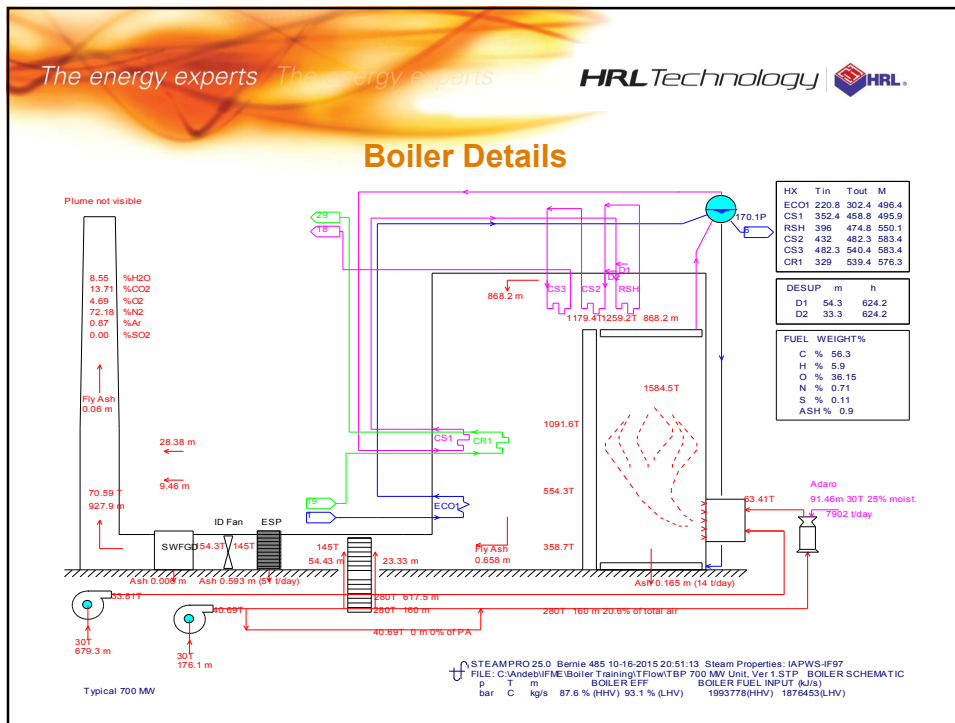 The energy experts The energy experts
HRL Technology HRL®
Boiler Details
Plume not visible
8.55 %H2O
13.71 %CO2
4.69 %O2
72.18 %N2
0.87 %Ar
0.00 %SO2
Fly Ash
0.06 m
28.38 m
9.46 m
70.59 T
927.9 m
29
18
19
1
170.1P
868.2 m
CS3 CS2 RSH
D1
D2
1179.4T 1259.2T 868.2 m
1584.5T
1091.6T
554.3T
358.7T
CS1 CR1
ECO1
HX Tin Tout M
ECO1 220.8 302.4 496.4
CS1 352.4 458.8 495.9
RSH 396 474.8 550.1
CS2 432 482.3 583.4
CS3 482.3 540.4 583.4
CR1 329 539.4 576.3
DESUP m h
D1 54.3 624.2
D2 33.3 624.2
FUEL WEIGHT%
C % 56.3
H % 5.9
O % 36.15
N % 0.71
S % 0.11
ASH % 0.9
Adaro
91.46m 30T 25% moist.
7902 t/day
63.41T
ID Fan ESP
SWFGD
154.3T 145T
145T
54.43 m 23.33 m
Fly Ash
0.658 m
Ash 0.006 m Ash 0.593 m (51 t/day)
Ash 0.165 m (14 t/day)
33.81T
280T 617.5 m
40.69T
280T 160 m
280T 160 m 20.6% of total air
40.69T 0 m 0% of PA
30T
679.3 m
30T
176.1 m
Typical 700 MW
STEAM PRO 25.0 Bernie 485 10-16-2015 20:51:13 Steam Properties: IAPWS-IF97
FILE: C:\Andeb\IFME\Boiler Training\TFlow\TBP 700 MW Unit, Ver 1.STP BOILER SCHEMATIC
p T m BOILER EFF BOILER FUEL INPUT (kJ/s)
bar C kg/s 87.6 % (HHV) 93.1 % (LHV) 1993778(HHV) 1876453(LHV)